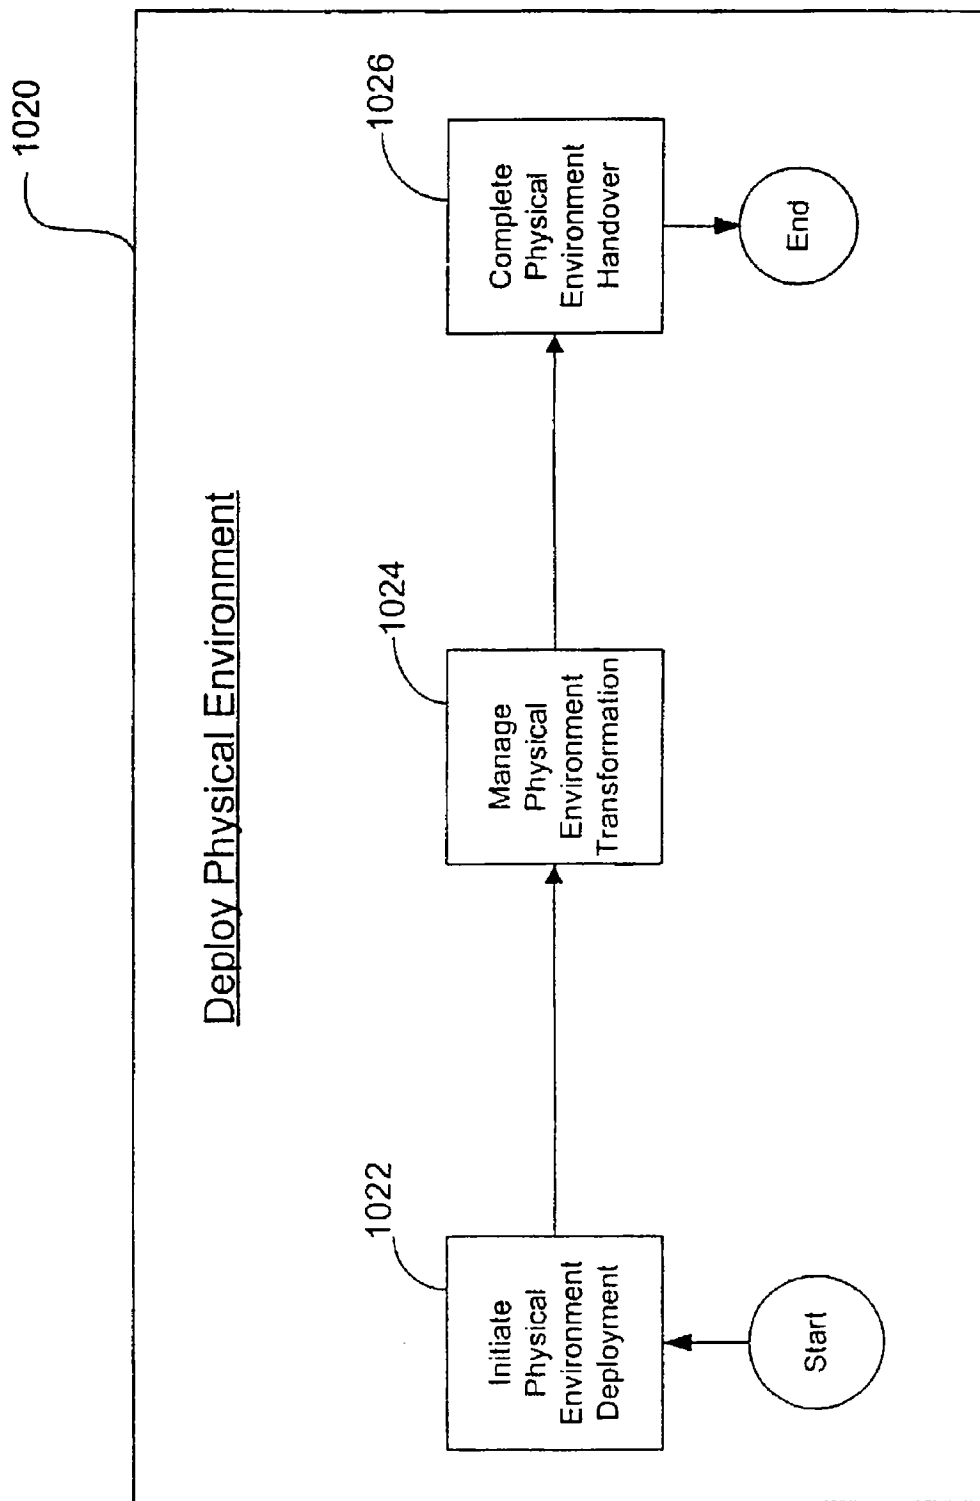 1020
Deploy Physical Environment
1022
Initiate
Physical
Environment
Deployment
1024
Manage
Physical
Environment
Transformation
1026
Complete
Physical
Environment
Handover
Start
End